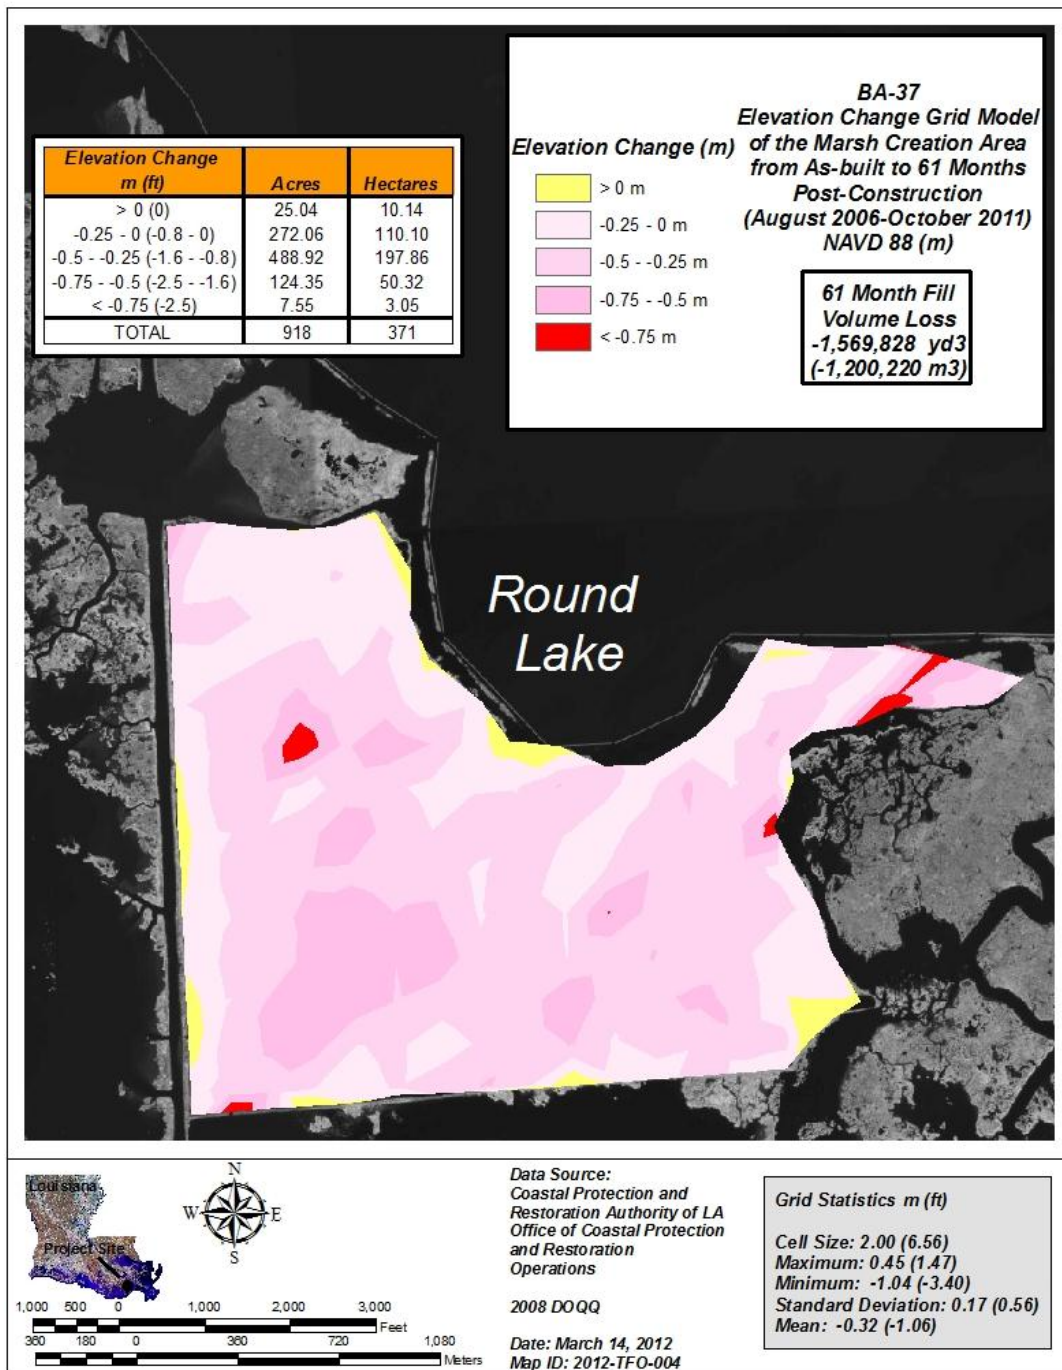 BA-37
Elevation Change Grid Model
of the Marsh Creation Area
from As-built to 61 Months
Post-Construction
(August 2006-October 2011)
NAVD 88 (m)
Elevation Change (m)
> 0 m
-0.25 - 0 m
-0.5 - -0.25 m
-0.75 - -0.5 m
< -0.75 m
61 Month Fill
Volume Loss
-1,569,828 yd3
(-1,200,220 m3)
Elevation Change
m (ft) Acres Hectares
> 0 (0) 25.04 10.14
-0.25 - 0 (-0.8 - 0) 272.06 110.10
-0.5 - -0.25 (-1.6 - -0.8) 488.92 197.86
-0.75 - -0.5 (-2.5 - -1.6) 124.35 50.32
< -0.75 (-2.5) 7.55 3.05
TOTAL 918 371
Round
Lake
Louisiana
Project Site
N
W E
S
1,000 500 0 1,000 2,000 3,000
Feet
360 180 0 360 720 1,080
Meters
Data Source:
Coastal Protection and
Restoration Authority of LA
Office of Coastal Protection
and Restoration
Operations
2008 DOQQ
Date: March 14, 2012
Map ID: 2012-TFO-004
Grid Statistics m (ft)
Cell Size: 2.00 (6.56)
Maximum: 0.45 (1.47)
Minimum: -1.04 (-3.40)
Standard Deviation: 0.17 (0.56)
Mean: -0.32 (-1.06)